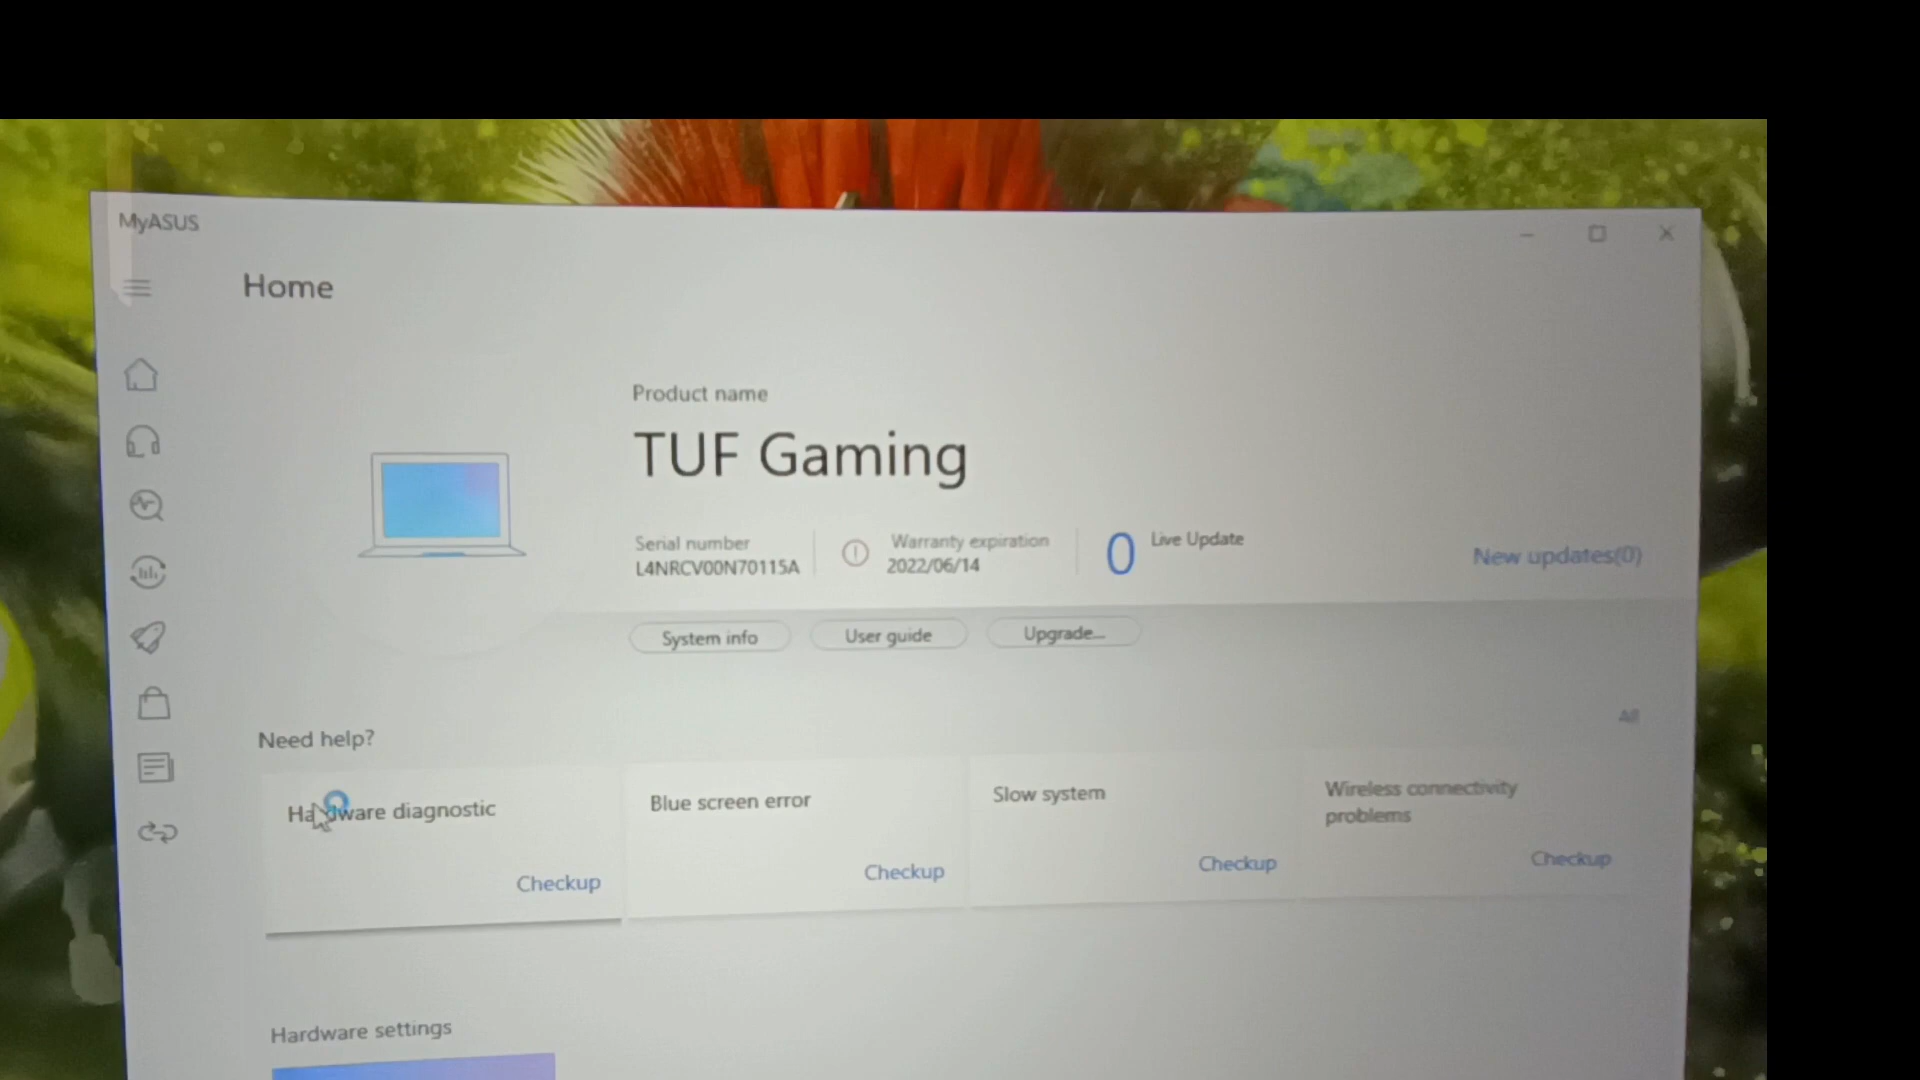 MyASUS
Home
Product name
TUF Gaming
Serial number
L4NRCV00N70115A
Warranty expiration
2022/06/14
0
Live Update
New updates(0)
System info
User guide
Upgrade...
Need help?
All
Hardware diagnostic
Checkup
Blue screen error
Checkup
Slow system
Checkup
Wireless connectivity
problems
Checkup
Hardware settings